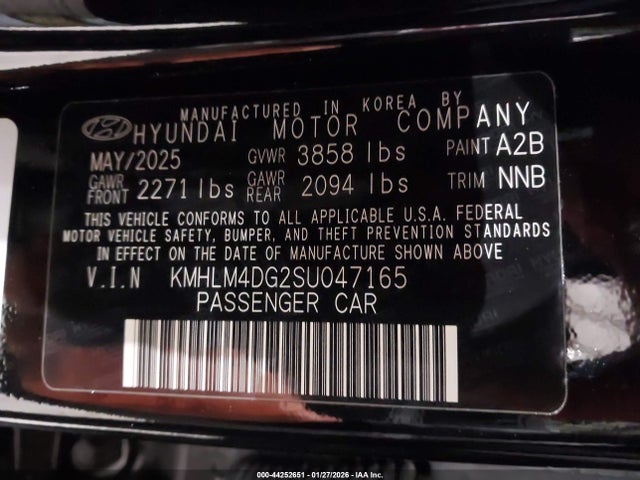 MANUFACTURED IN KOREA BY
HYUNDAI MOTOR COMPANY
MAY/2025 GVWR 3858 lbs PAINT A2B
GAWR FRONT 2271 lbs GAWR REAR 2094 lbs TRIM NNB
THIS VEHICLE CONFORMS TO ALL APPLICABLE U.S.A. FEDERAL
MOTOR VEHICLE SAFETY, BUMPER, AND THEFT PREVENTION STANDARDS
IN EFFECT ON THE DATE OF MANUFACTURE SHOWN ABOVE
V.I.N KMHLM4DG2SU047165
PASSENGER CAR
000-44252651 | 01/27/2026 | IAA Inc.